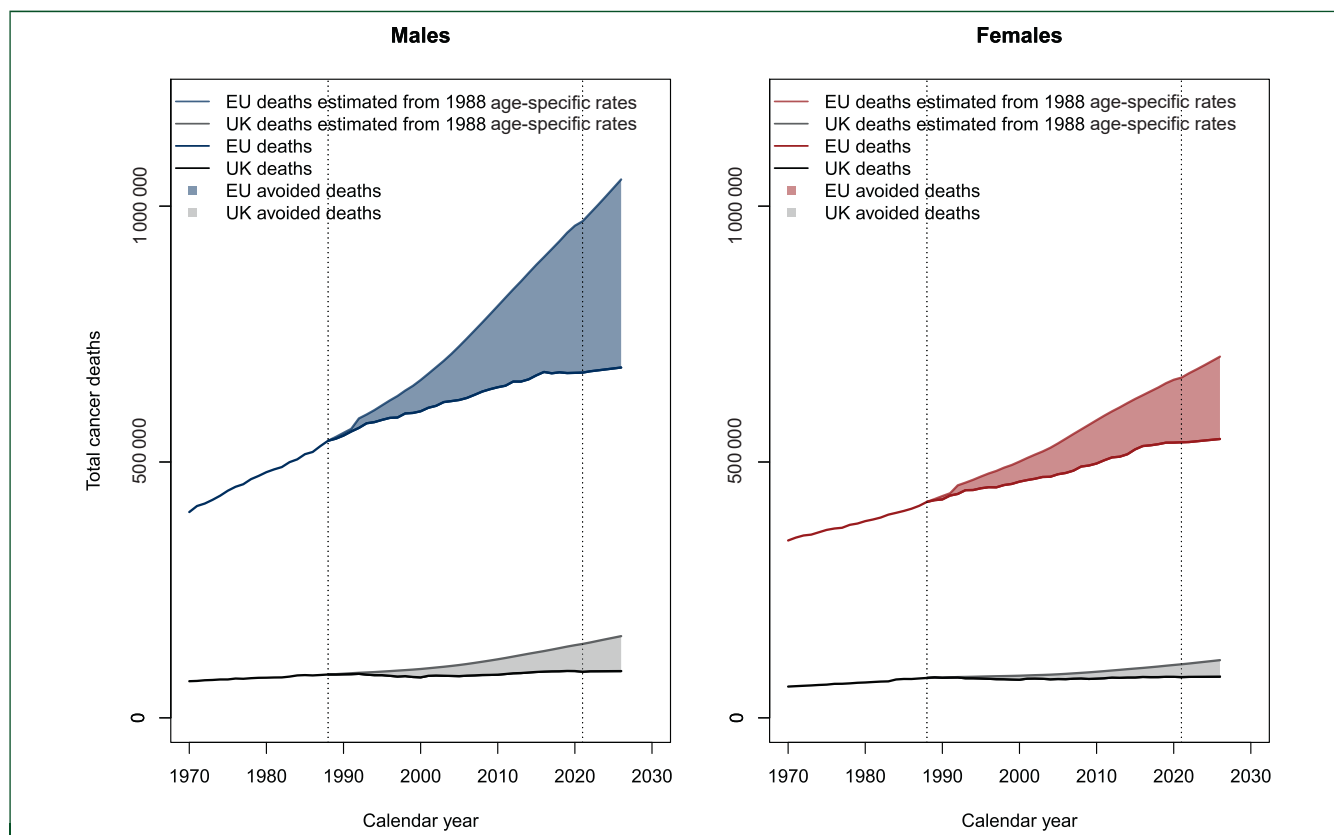 Males
EU deaths estimated from 1988 age-specific rates
UK deaths estimated from 1988 age-specific rates
EU deaths
UK deaths
EU avoided deaths
UK avoided deaths
Total cancer deaths
1 000 000
500 000
0
1970 1980 1990 2000 2010 2020 2030
Calendar year
Females
EU deaths estimated from 1988 age-specific rates
UK deaths estimated from 1988 age-specific rates
EU deaths
UK deaths
EU avoided deaths
UK avoided deaths
1 000 000
500 000
0
1970 1980 1990 2000 2010 2020 2030
Calendar year